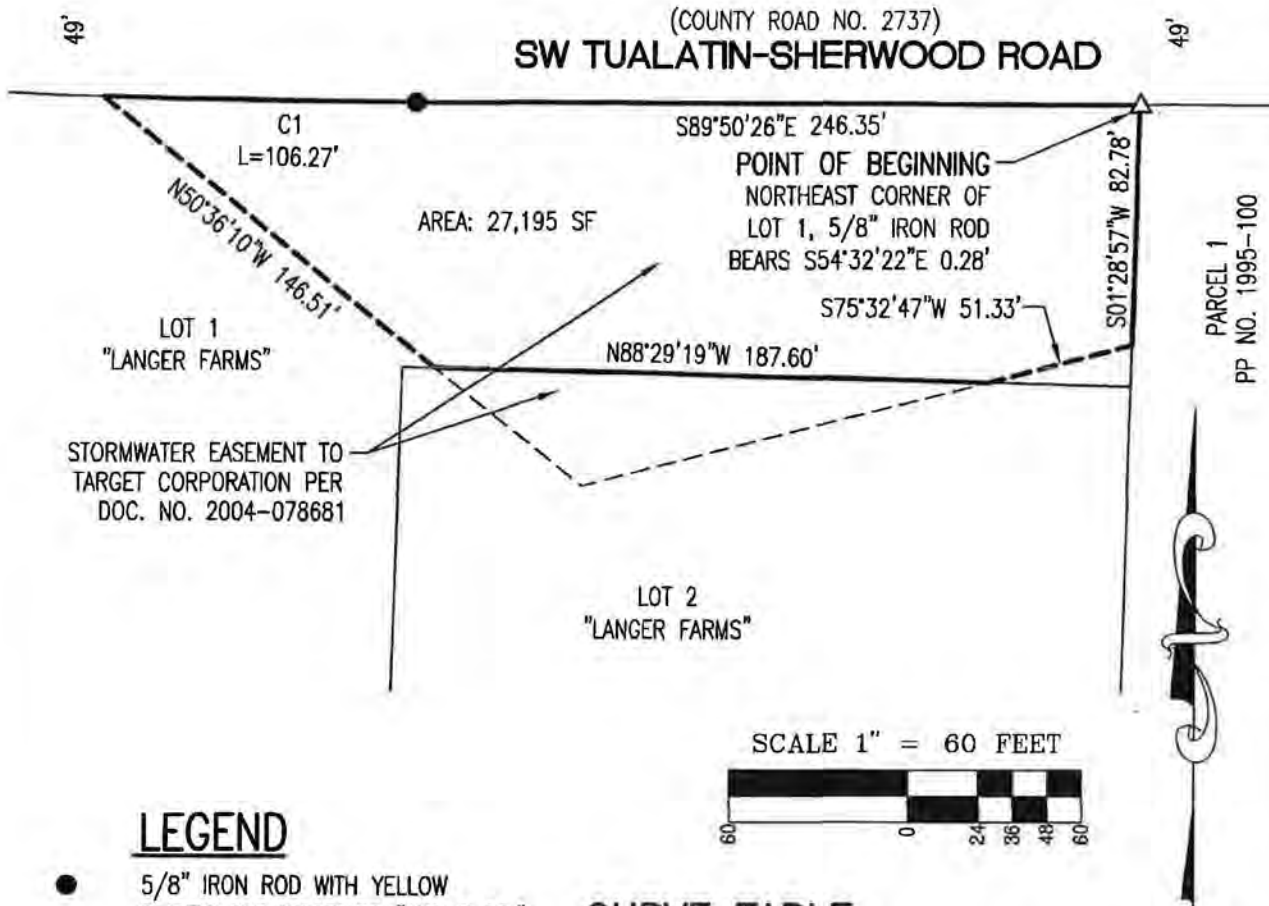 49'
(COUNTY ROAD NO. 2737)
SW TUALATIN-SHERWOOD ROAD
49'
C1
L=106.27'
S89°50'26"E 246.35'
POINT OF BEGINNING
NORTHEAST CORNER OF
LOT 1, 5/8" IRON ROD
BEARS S54°32'22"E 0.28'
S01°28'57"W 82.78'
PARCEL 1
PP NO. 1995-100
N50°36'10"W 146.51'
AREA: 27,195 SF
S75°32'47"W 51.33'
LOT 1
"LANGER FARMS"
N88°29'19"W 187.60'
STORMWATER EASEMENT TO
TARGET CORPORATION PER
DOC. NO. 2004-078681
LOT 2
"LANGER FARMS"
SCALE 1" = 60 FEET
60 0 24 36 48 60
LEGEND
5/8" IRON ROD WITH YELLOW
CURVE TABLE